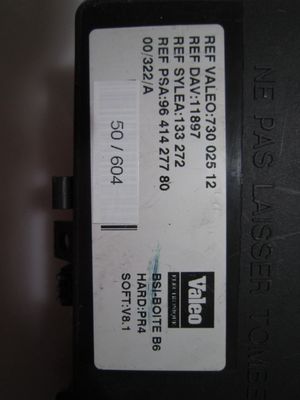 REF VALEO:730 025 12
REF DAV:11897
REF SYLEA:133 272
REF PSA:96 414 277 80
00/322/A
50 / 604
Valeo
BSI-BOITE B6
HARD:PR4
SOFT:V8.1
NE PAS LAISSER TOMBE